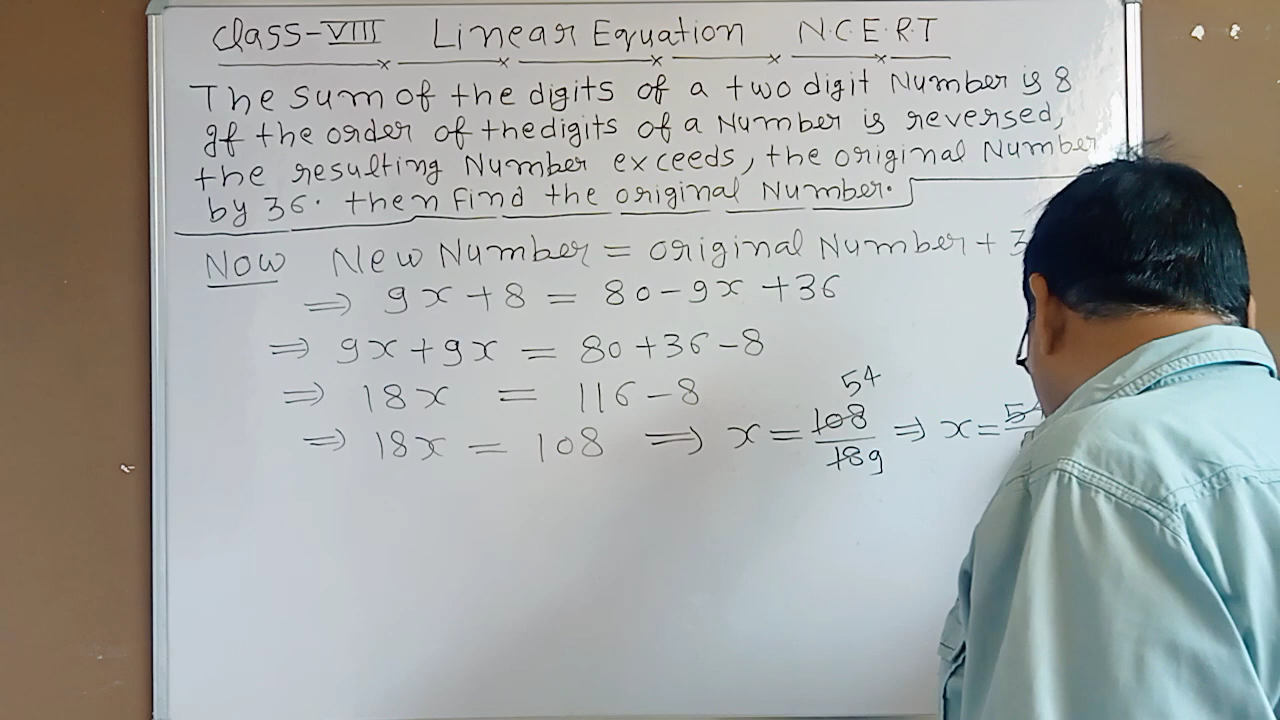 Class-VIII Linear Equation N.C.E.R.T
The sum of the digits of a two digit Number is 8
If the order of the digits of a Number is reversed,
the resulting Number exceeds, the original Number
by 36. then find the original Number.
Now New Number = original Number + 3
⇒ 9x + 8 = 80 - 9x + 36
⇒ 9x + 9x = 80 + 36 - 8
⇒ 18x = 116 - 8
54
⇒ 18x = 108 ⇒ x = 108/18 9 ⇒ x = 54